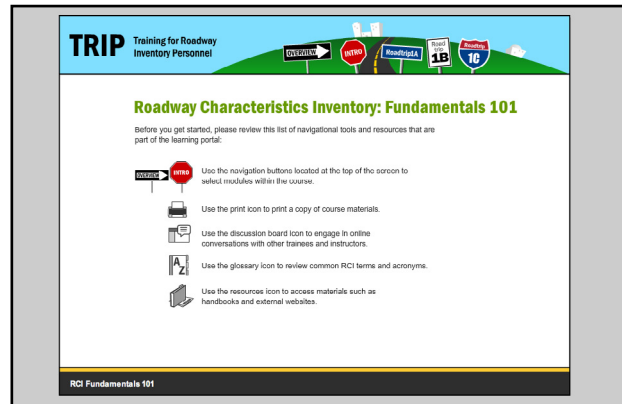 TRIP
Training for Roadway
Inventory Personnel
OVERVIEW
INTRO
Roadtrip1A
Road
trip
1B
Roadtrip
1C
Roadway Characteristics Inventory: Fundamentals 101
Before you get started, please review this list of navigational tools and resources that are
part of the learning portal:
OVERVIEW
INTRO
Use the navigation buttons located at the top of the screen to
select modules within the course.
Use the print icon to print a copy of course materials.
Use the discussion board icon to engage in online
conversations with other trainees and instructors.
A
Z
Use the glossary icon to review common RCI terms and acronyms.
Use the resources icon to access materials such as
handbooks and external websites.
RCI Fundamentals 101